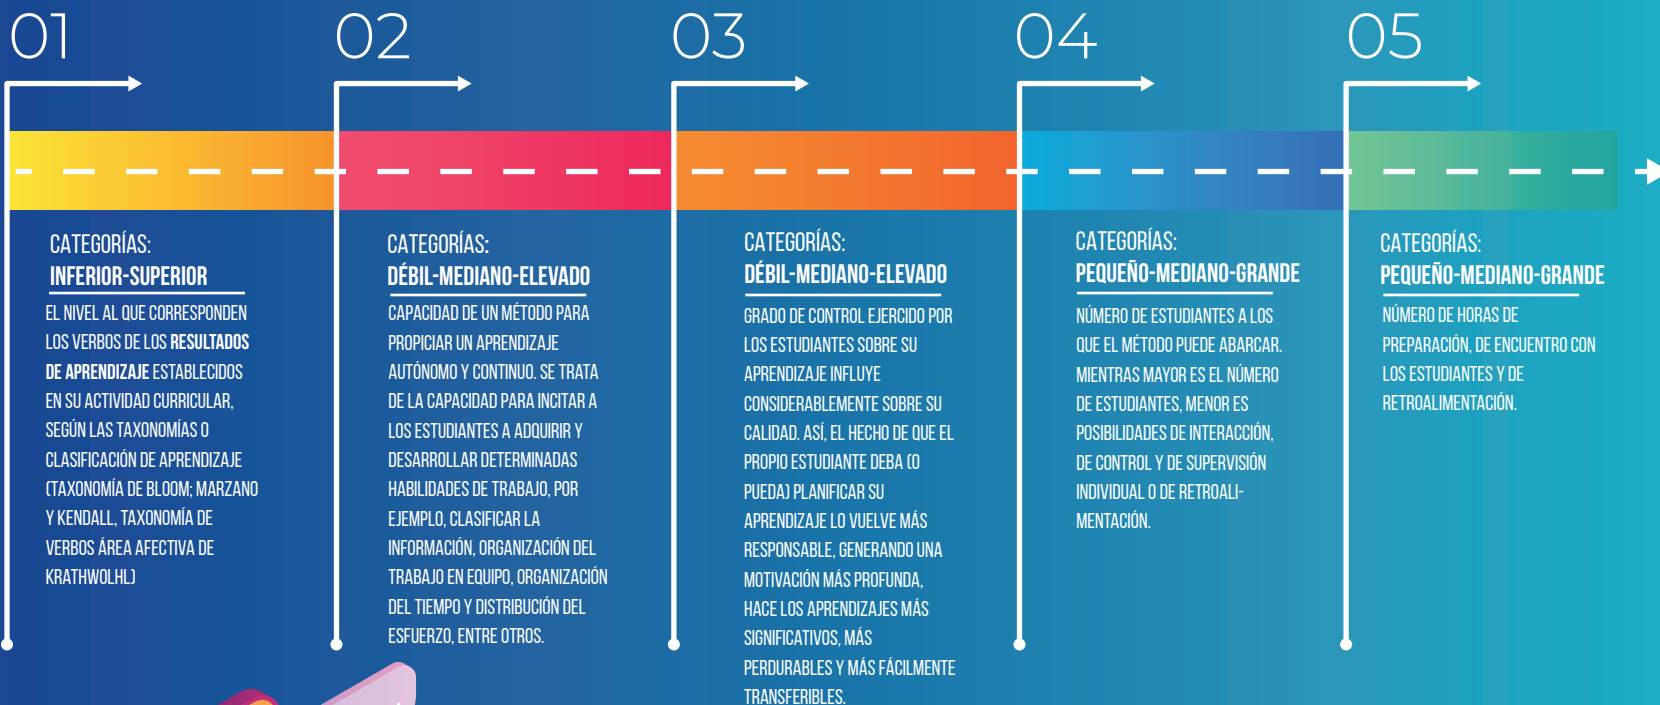 01
CATEGORÍAS:
INFERIOR-SUPERIOR
EL NIVEL AL QUE CORRESPONDEN
LOS VERBOS DE LOS RESULTADOS
DE APRENDIZAJE ESTABLECIDOS
EN SU ACTIVIDAD CURRICULAR,
SEGÚN LAS TAXONOMÍAS O
CLASIFICACIÓN DE APRENDIZAJE
(TAXONOMÍA DE BLOOM; MARZANO
Y KENDALL, TAXONOMÍA DE
VERBOS ÁREA AFECTIVA DE
KRATHWOLHL)
02
CATEGORÍAS:
DÉBIL-MEDIANO-ELEVADO
CAPACIDAD DE UN MÉTODO PARA
PROPICIAR UN APRENDIZAJE
AUTÓNOMO Y CONTINUO. SE TRATA
DE LA CAPACIDAD PARA INCITAR A
LOS ESTUDIANTES A ADQUIRIR Y
DESARROLLAR DETERMINADAS
HABILIDADES DE TRABAJO, POR
EJEMPLO, CLASIFICAR LA
INFORMACIÓN, ORGANIZACIÓN DEL
TRABAJO EN EQUIPO, ORGANIZACIÓN
DEL TIEMPO Y DISTRIBUCIÓN DEL
ESFUERZO, ENTRE OTROS.
03
CATEGORÍAS:
DÉBIL-MEDIANO-ELEVADO
GRADO DE CONTROL EJERCIDO POR
LOS ESTUDIANTES SOBRE SU
APRENDIZAJE INFLUYE
CONSIDERABLEMENTE SOBRE SU
CALIDAD. ASÍ, EL HECHO DE QUE EL
PROPIO ESTUDIANTE DEBA (O
PUEDA) PLANIFICAR SU
APRENDIZAJE LO VUELVE MÁS
RESPONSABLE, GENERANDO UNA
MOTIVACIÓN MÁS PROFUNDA,
HACE LOS APRENDIZAJES MÁS
SIGNIFICATIVOS, MÁS
PERDURABLES Y MÁS FÁCILMENTE
TRANSFERIBLES.
04
CATEGORÍAS:
PEQUEÑO-MEDIANO-GRANDE
NÚMERO DE ESTUDIANTES A LOS
QUE EL MÉTODO PUEDE ABARCAR.
MIENTRAS MAYOR ES EL NÚMERO
DE ESTUDIANTES, MENOR ES
POSIBILIDADES DE INTERACCIÓN,
DE CONTROL Y DE SUPERVISIÓN
INDIVIDUAL O DE RETROALI-
MENTACIÓN.
05
CATEGORÍAS:
PEQUEÑO-MEDIANO-GRANDE
NÚMERO DE HORAS DE
PREPARACIÓN, DE ENCUENTRO CON
LOS ESTUDIANTES Y DE
RETROALIMENTACIÓN.